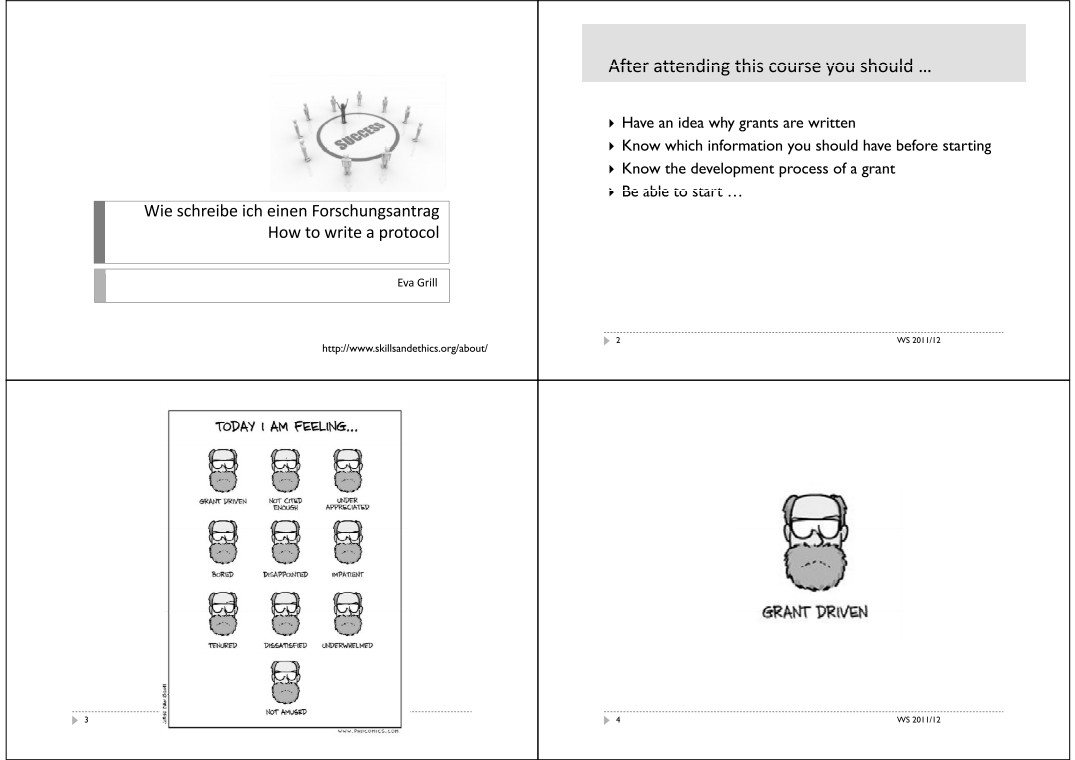 SUCCESS
Wie schreibe ich einen Forschungsantrag
How to write a protocol
Eva Grill
http://www.skillsandethics.org/about/
After attending this course you should ...
Have an idea why grants are written
Know which information you should have before starting
Know the development process of a grant
Be able to start …
2
WS 2011/12
TODAY I AM FEELING...
GRANT DRIVEN
NOT CITED
ENOUGH
UNDER
APPRECIATED
BORED
DISAPPOINTED
IMPATIENT
TENURED
DISSATISFIED
UNDERWHELMED
NOT AMUSED
WWW.PHDCOMICS.COM
3
GRANT DRIVEN
4
WS 2011/12